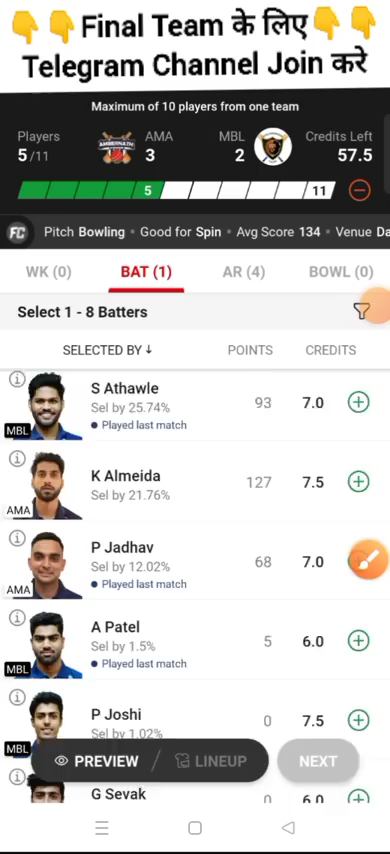 👇👇Final Team के लिए👇👇
Telegram Channel Join करे
Maximum of 10 players from one team
Players
5/11
AMBERNATH
AMA
3
MBL
2
Credits Left
57.5
5
11
FC Pitch Bowling • Good for Spin • Avg Score 134 • Venue Da
WK (0) BAT (1) AR (4) BOWL (0)
Select 1 - 8 Batters
SELECTED BY ↓ POINTS CREDITS
S Athawle
Sel by 25.74%
• Played last match
MBL
93 7.0
K Almeida
Sel by 21.76%
AMA
127 7.5
P Jadhav
Sel by 12.02%
• Played last match
AMA
68 7.0
A Patel
Sel by 1.5%
• Played last match
MBL
5 6.0
P Joshi
Sel by 1.02%
MBL
0 7.5
PREVIEW / LINEUP NEXT
G Sevak
0 6.0